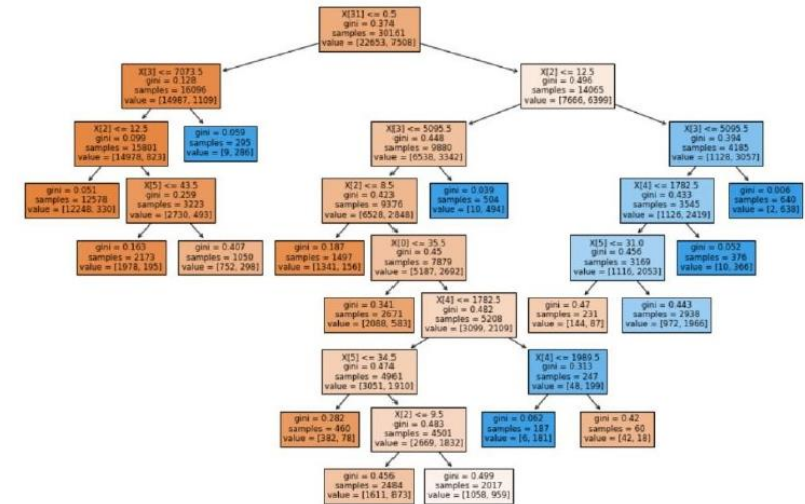 X[31] <= 0.5
gini = 0.374
samples = 30161
value = [22653, 7508]
X[3] <= 7073.5
gini = 0.128
samples = 16096
value = [14987, 1109]
X[2] <= 12.5
gini = 0.496
samples = 14065
value = [7666, 6399]
X[2] <= 12.5
gini = 0.099
samples = 15801
value = [14978, 823]
gini = 0.059
samples = 295
value = [9, 286]
X[3] <= 5095.5
gini = 0.448
samples = 9880
value = [6538, 3342]
X[3] <= 5095.5
gini = 0.394
samples = 4185
value = [1128, 3057]
gini = 0.051
samples = 12578
value = [12248, 330]
X[5] <= 43.5
gini = 0.259
samples = 3223
value = [2730, 493]
X[2] <= 8.5
gini = 0.423
samples = 9376
value = [6528, 2848]
gini = 0.039
samples = 504
value = [10, 494]
X[4] <= 1782.5
gini = 0.433
samples = 3545
value = [1126, 2419]
gini = 0.006
samples = 640
value = [2, 638]
gini = 0.163
samples = 2173
value = [1978, 195]
gini = 0.407
samples = 1050
value = [752, 298]
gini = 0.187
samples = 1497
value = [1341, 156]
X[0] <= 35.5
gini = 0.45
samples = 7879
value = [5187, 2692]
X[5] <= 31.0
gini = 0.456
samples = 3169
value = [1116, 2053]
gini = 0.052
samples = 376
value = [10, 366]
gini = 0.341
samples = 2671
value = [2088, 583]
X[4] <= 1782.5
gini = 0.482
samples = 5208
value = [3099, 2109]
gini = 0.47
samples = 231
value = [144, 87]
gini = 0.443
samples = 2938
value = [972, 1966]
X[5] <= 34.5
gini = 0.474
samples = 4961
value = [3051, 1910]
X[4] <= 1989.5
gini = 0.313
samples = 247
value = [48, 199]
gini = 0.282
samples = 460
value = [382, 78]
X[2] <= 9.5
gini = 0.483
samples = 4501
value = [2669, 1832]
gini = 0.062
samples = 187
value = [6, 181]
gini = 0.42
samples = 60
value = [42, 18]
gini = 0.456
samples = 2484
value = [1611, 873]
gini = 0.499
samples = 2017
value = [1058, 959]